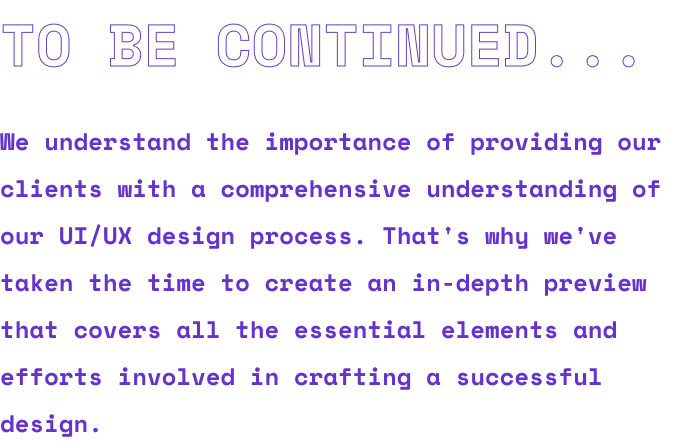 TO BE CONTINUED...
We understand the importance of providing our
clients with a comprehensive understanding of
our UI/UX design process. That's why we've
taken the time to create an in-depth preview
that covers all the essential elements and
efforts involved in crafting a successful
design.